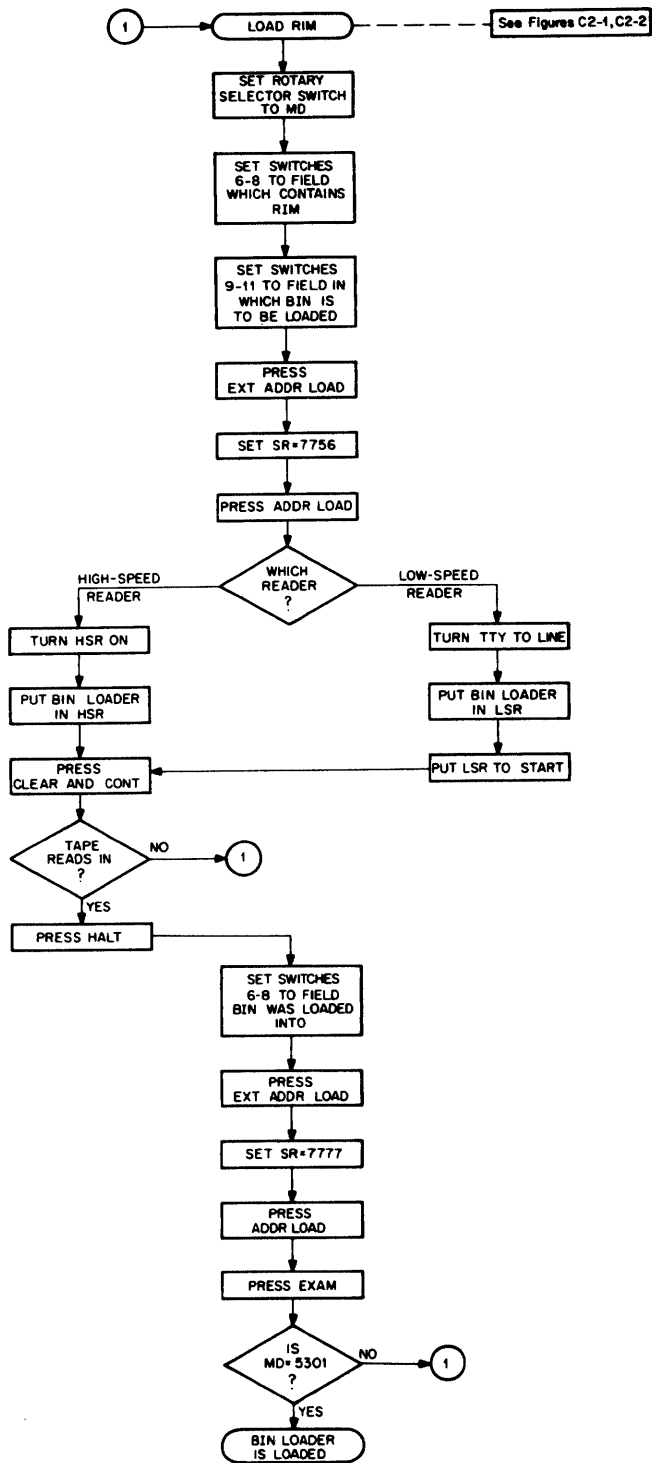 1
LOAD RIM
See Figures C2-1, C2-2
SET ROTARY
SELECTOR SWITCH
TO MD
SET SWITCHES
6-8 TO FIELD
WHICH CONTAINS
RIM
SET SWITCHES
9-11 TO FIELD IN
WHICH BIN IS
TO BE LOADED
PRESS
EXT ADDR LOAD
SET SR=7756
PRESS ADDR LOAD
WHICH
READER
?
HIGH-SPEED
READER
LOW-SPEED
READER
TURN HSR ON
TURN TTY TO LINE
PUT BIN LOADER
IN HSR
PUT BIN LOADER
IN LSR
PRESS
CLEAR AND CONT
PUT LSR TO START
TAPE
READS IN
?
NO
1
YES
PRESS HALT
SET SWITCHES
6-8 TO FIELD
BIN WAS LOADED
INTO
PRESS
EXT ADDR LOAD
SET SR=7777
PRESS
ADDR LOAD
PRESS EXAM
IS
MD=5301
?
NO
1
YES
BIN LOADER
IS LOADED